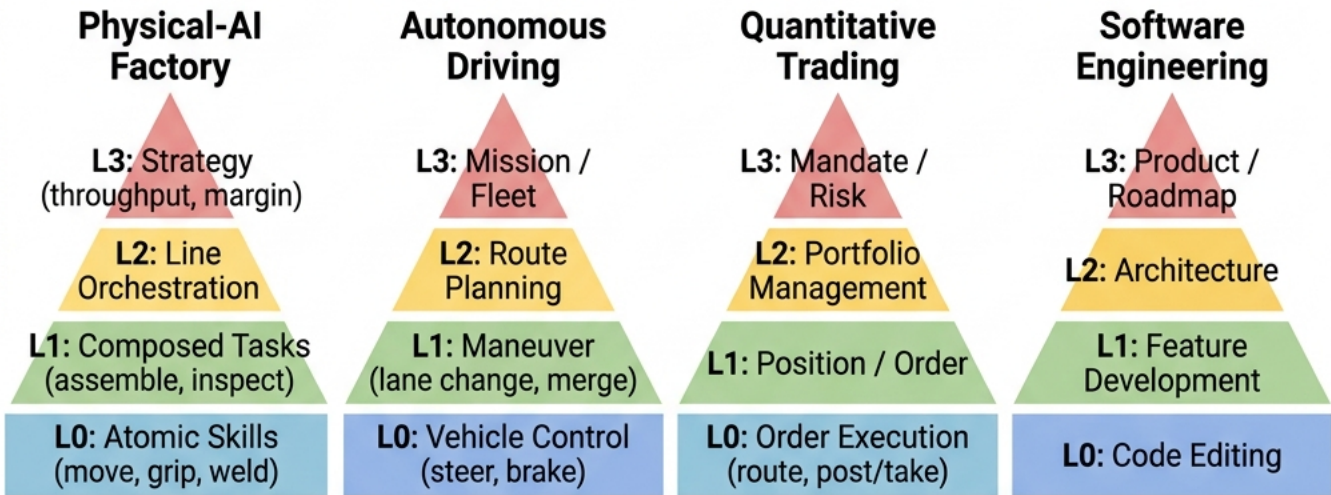 Physical-AI
Factory
L3: Strategy
(throughput, margin)
L2: Line
Orchestration
L1: Composed Tasks
(assemble, inspect)
L0: Atomic Skills
(move, grip, weld)
Autonomous
Driving
L3: Mission /
Fleet
L2: Route
Planning
L1: Maneuver
(lane change, merge)
L0: Vehicle Control
(steer, brake)
Quantitative
Trading
L3: Mandate /
Risk
L2: Portfolio
Management
L1: Position / Order
L0: Order Execution
(route, post/take)
Software
Engineering
L3: Product /
Roadmap
L2: Architecture
L1: Feature
Development
L0: Code Editing